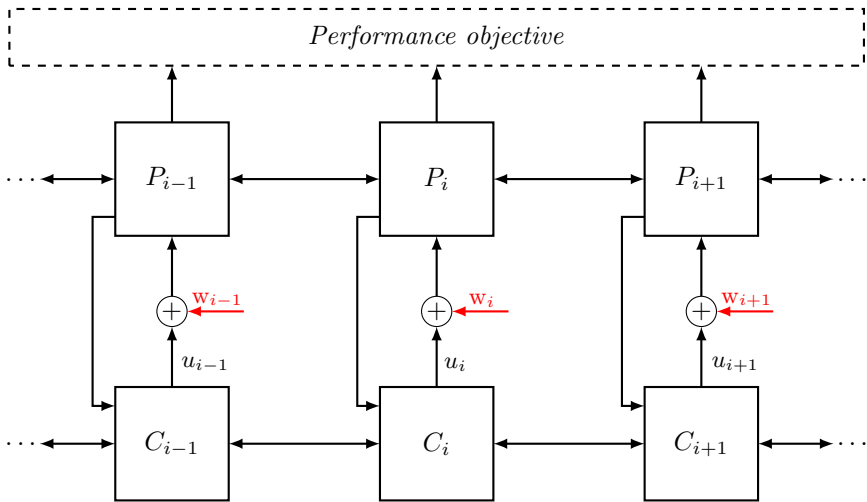 Performance objective
⋯ P_{i−1} P_i P_{i+1} ⋯
w_{i−1} w_i w_{i+1}
+ + +
u_{i−1} u_i u_{i+1}
⋯ C_{i−1} C_i C_{i+1} ⋯